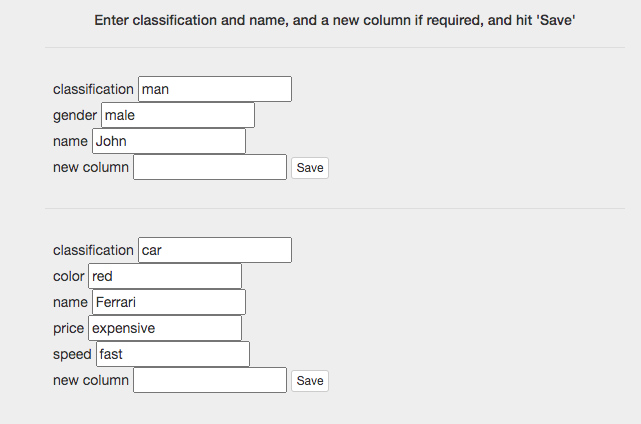 Enter classification and name, and a new column if required, and hit 'Save'
classification man
gender male
name John
new column Save
classification car
color red
name Ferrari
price expensive
speed fast
new column Save